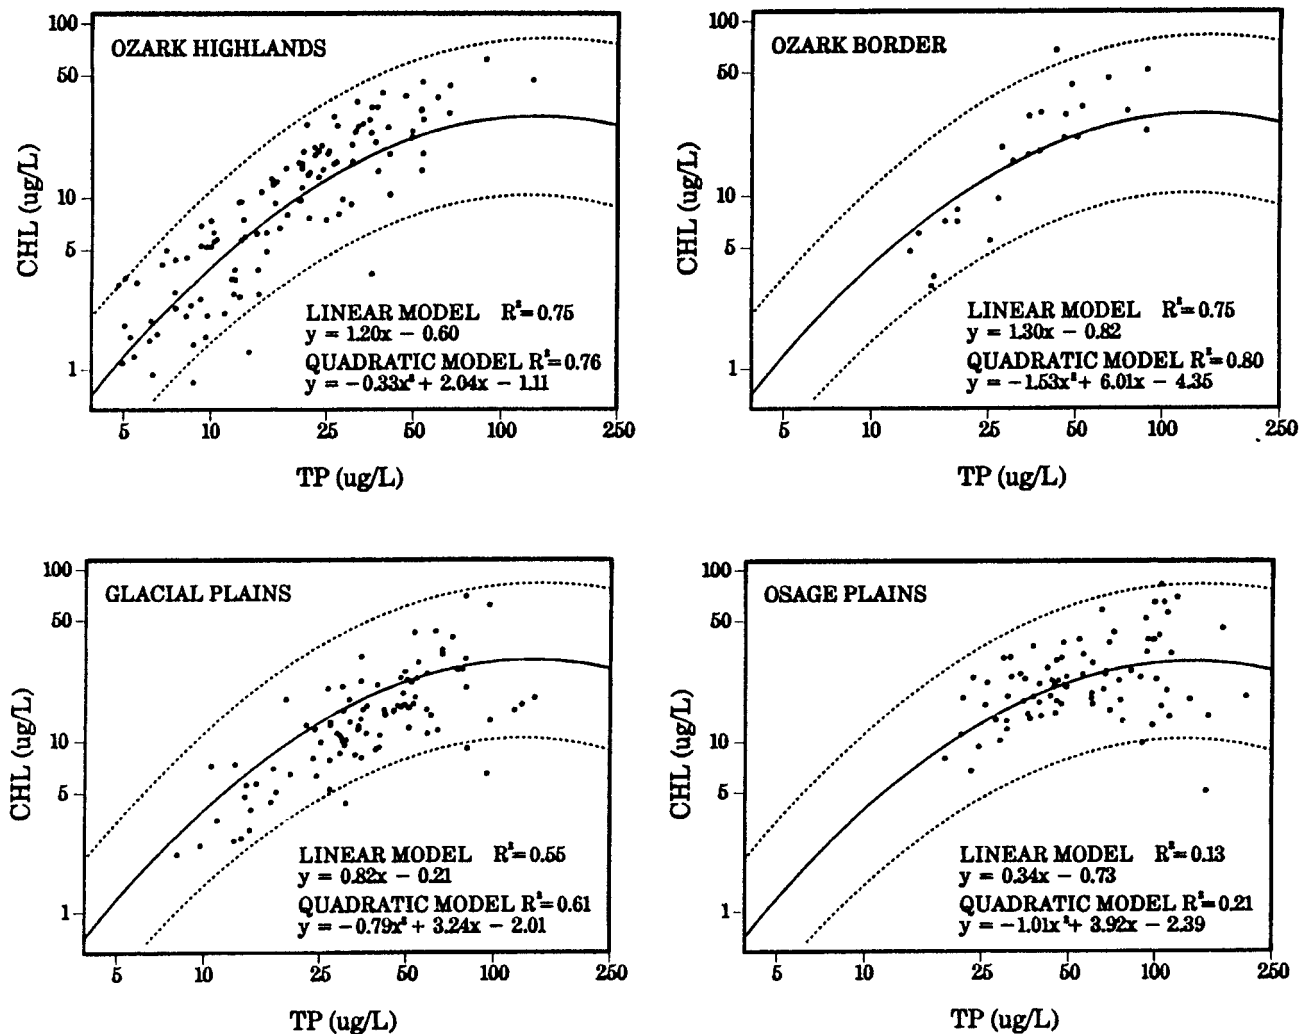 OZARK HIGHLANDS
100
50
10
5
1
CHL (ug/L)
LINEAR MODEL R²=0.75
y = 1.20x − 0.60
QUADRATIC MODEL R²=0.76
y = −0.33x² + 2.04x − 1.11
5 10 25 50 100 250
TP (ug/L)
OZARK BORDER
100
50
10
5
1
CHL (ug/L)
LINEAR MODEL R²=0.75
y = 1.30x − 0.82
QUADRATIC MODEL R²=0.80
y = −1.53x² + 6.01x − 4.35
5 10 25 50 100 250
TP (ug/L)
GLACIAL PLAINS
100
50
10
5
1
CHL (ug/L)
LINEAR MODEL R²=0.55
y = 0.82x − 0.21
QUADRATIC MODEL R²=0.61
y = −0.79x² + 3.24x − 2.01
5 10 25 50 100 250
TP (ug/L)
OSAGE PLAINS
100
50
10
5
1
CHL (ug/L)
LINEAR MODEL R²=0.13
y = 0.34x − 0.73
QUADRATIC MODEL R²=0.21
y = −1.01x² + 3.92x − 2.39
5 10 25 50 100 250
TP (ug/L)